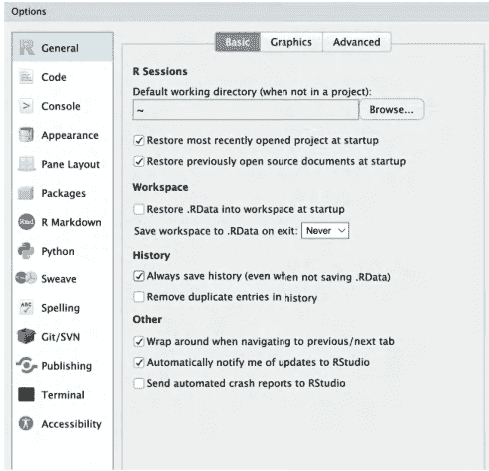 Options
General
Code
Console
Appearance
Pane Layout
Packages
R Markdown
Python
Sweave
Spelling
Git/SVN
Publishing
Terminal
Accessibility
Basic Graphics Advanced
R Sessions
Default working directory (when not in a project):
~ Browse...
Restore most recently opened project at startup
Restore previously open source documents at startup
Workspace
Restore .RData into workspace at startup
Save workspace to .RData on exit: Never
History
Always save history (even when not saving .RData)
Remove duplicate entries in history
Other
Wrap around when navigating to previous/next tab
Automatically notify me of updates to RStudio
Send automated crash reports to RStudio